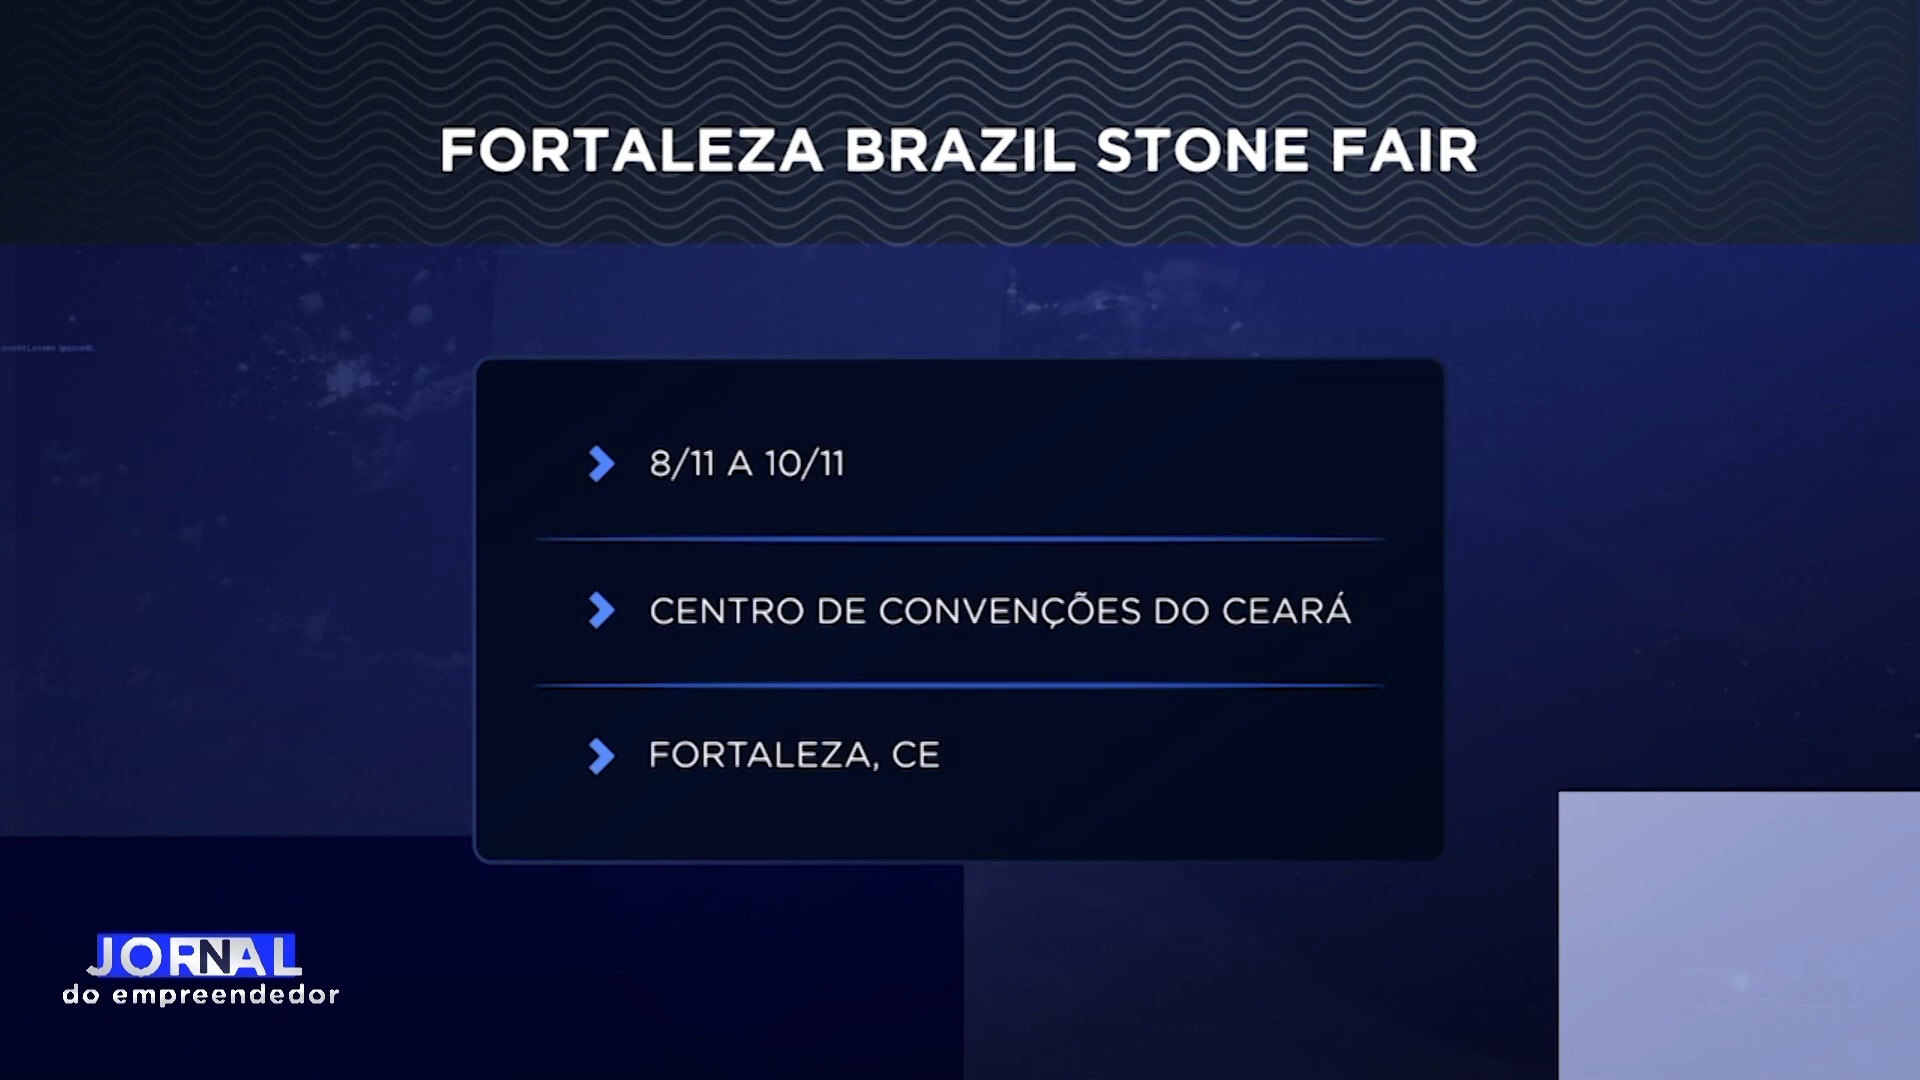 FORTALEZA BRAZIL STONE FAIR
8/11 A 10/11
CENTRO DE CONVENÇÕES DO CEARÁ
FORTALEZA, CE
JORNAL
do empreendedor